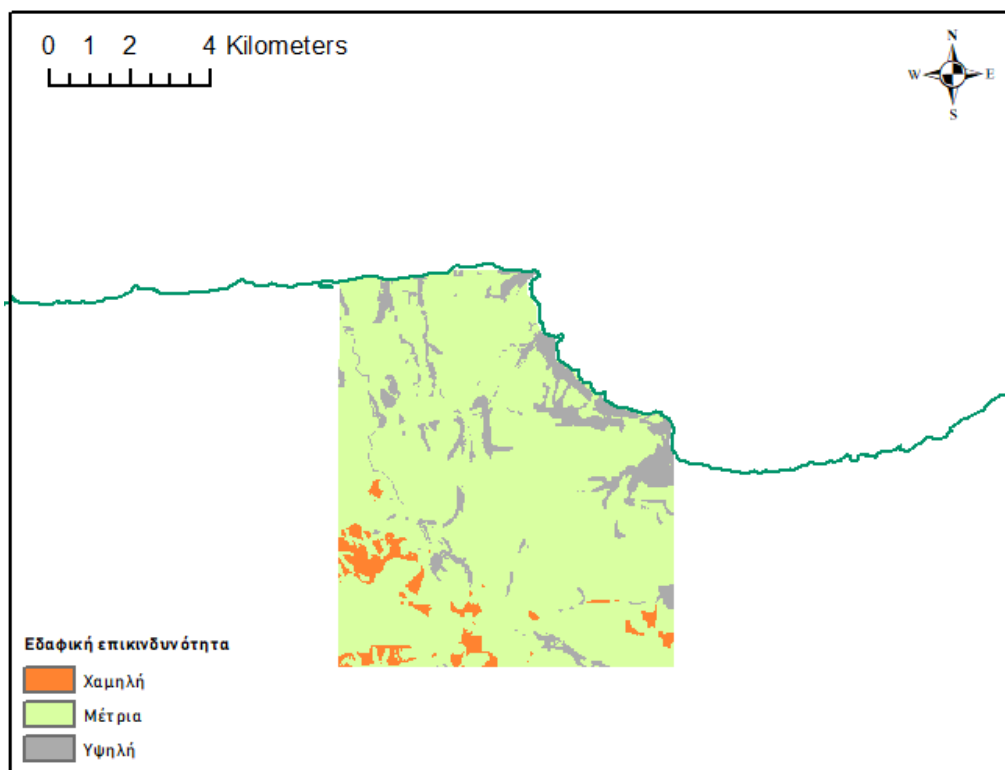 0 1 2 4 Kilometers
N
W E
S
Εδαφική επικινδυνότητα
Χαμηλή
Μέτρια
Υψηλή